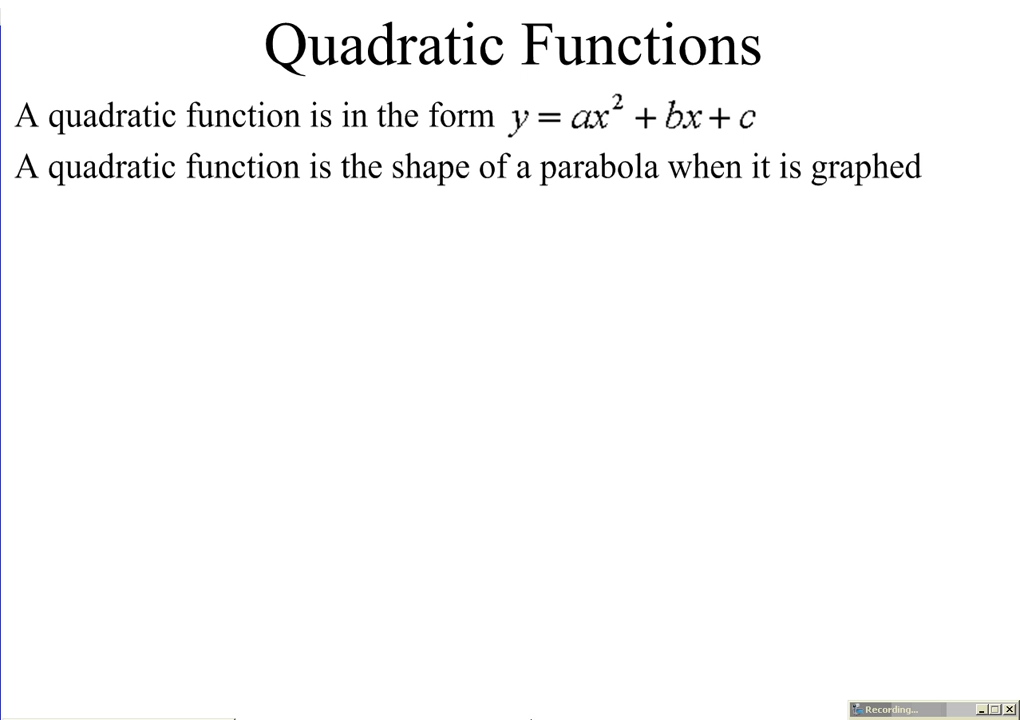 Quadratic Functions
A quadratic function is in the form y = ax² + bx + c
A quadratic function is the shape of a parabola when it is graphed
Recording...